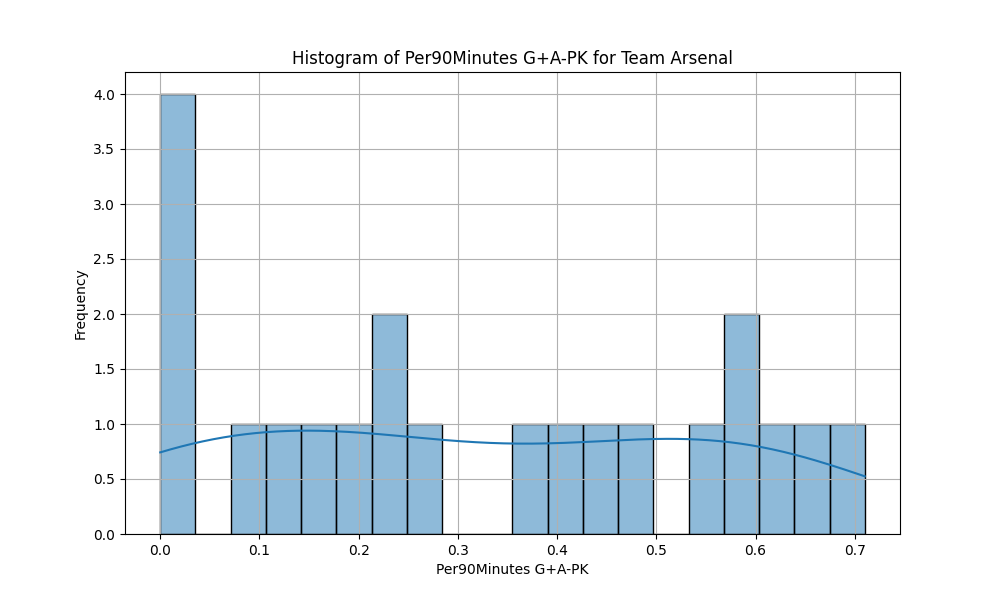 Histogram of Per90Minutes G+A-PK for Team Arsenal
Frequency
4.0
3.5
3.0
2.5
2.0
1.5
1.0
0.5
0.0
0.0 0.1 0.2 0.3 0.4 0.5 0.6 0.7
Per90Minutes G+A-PK